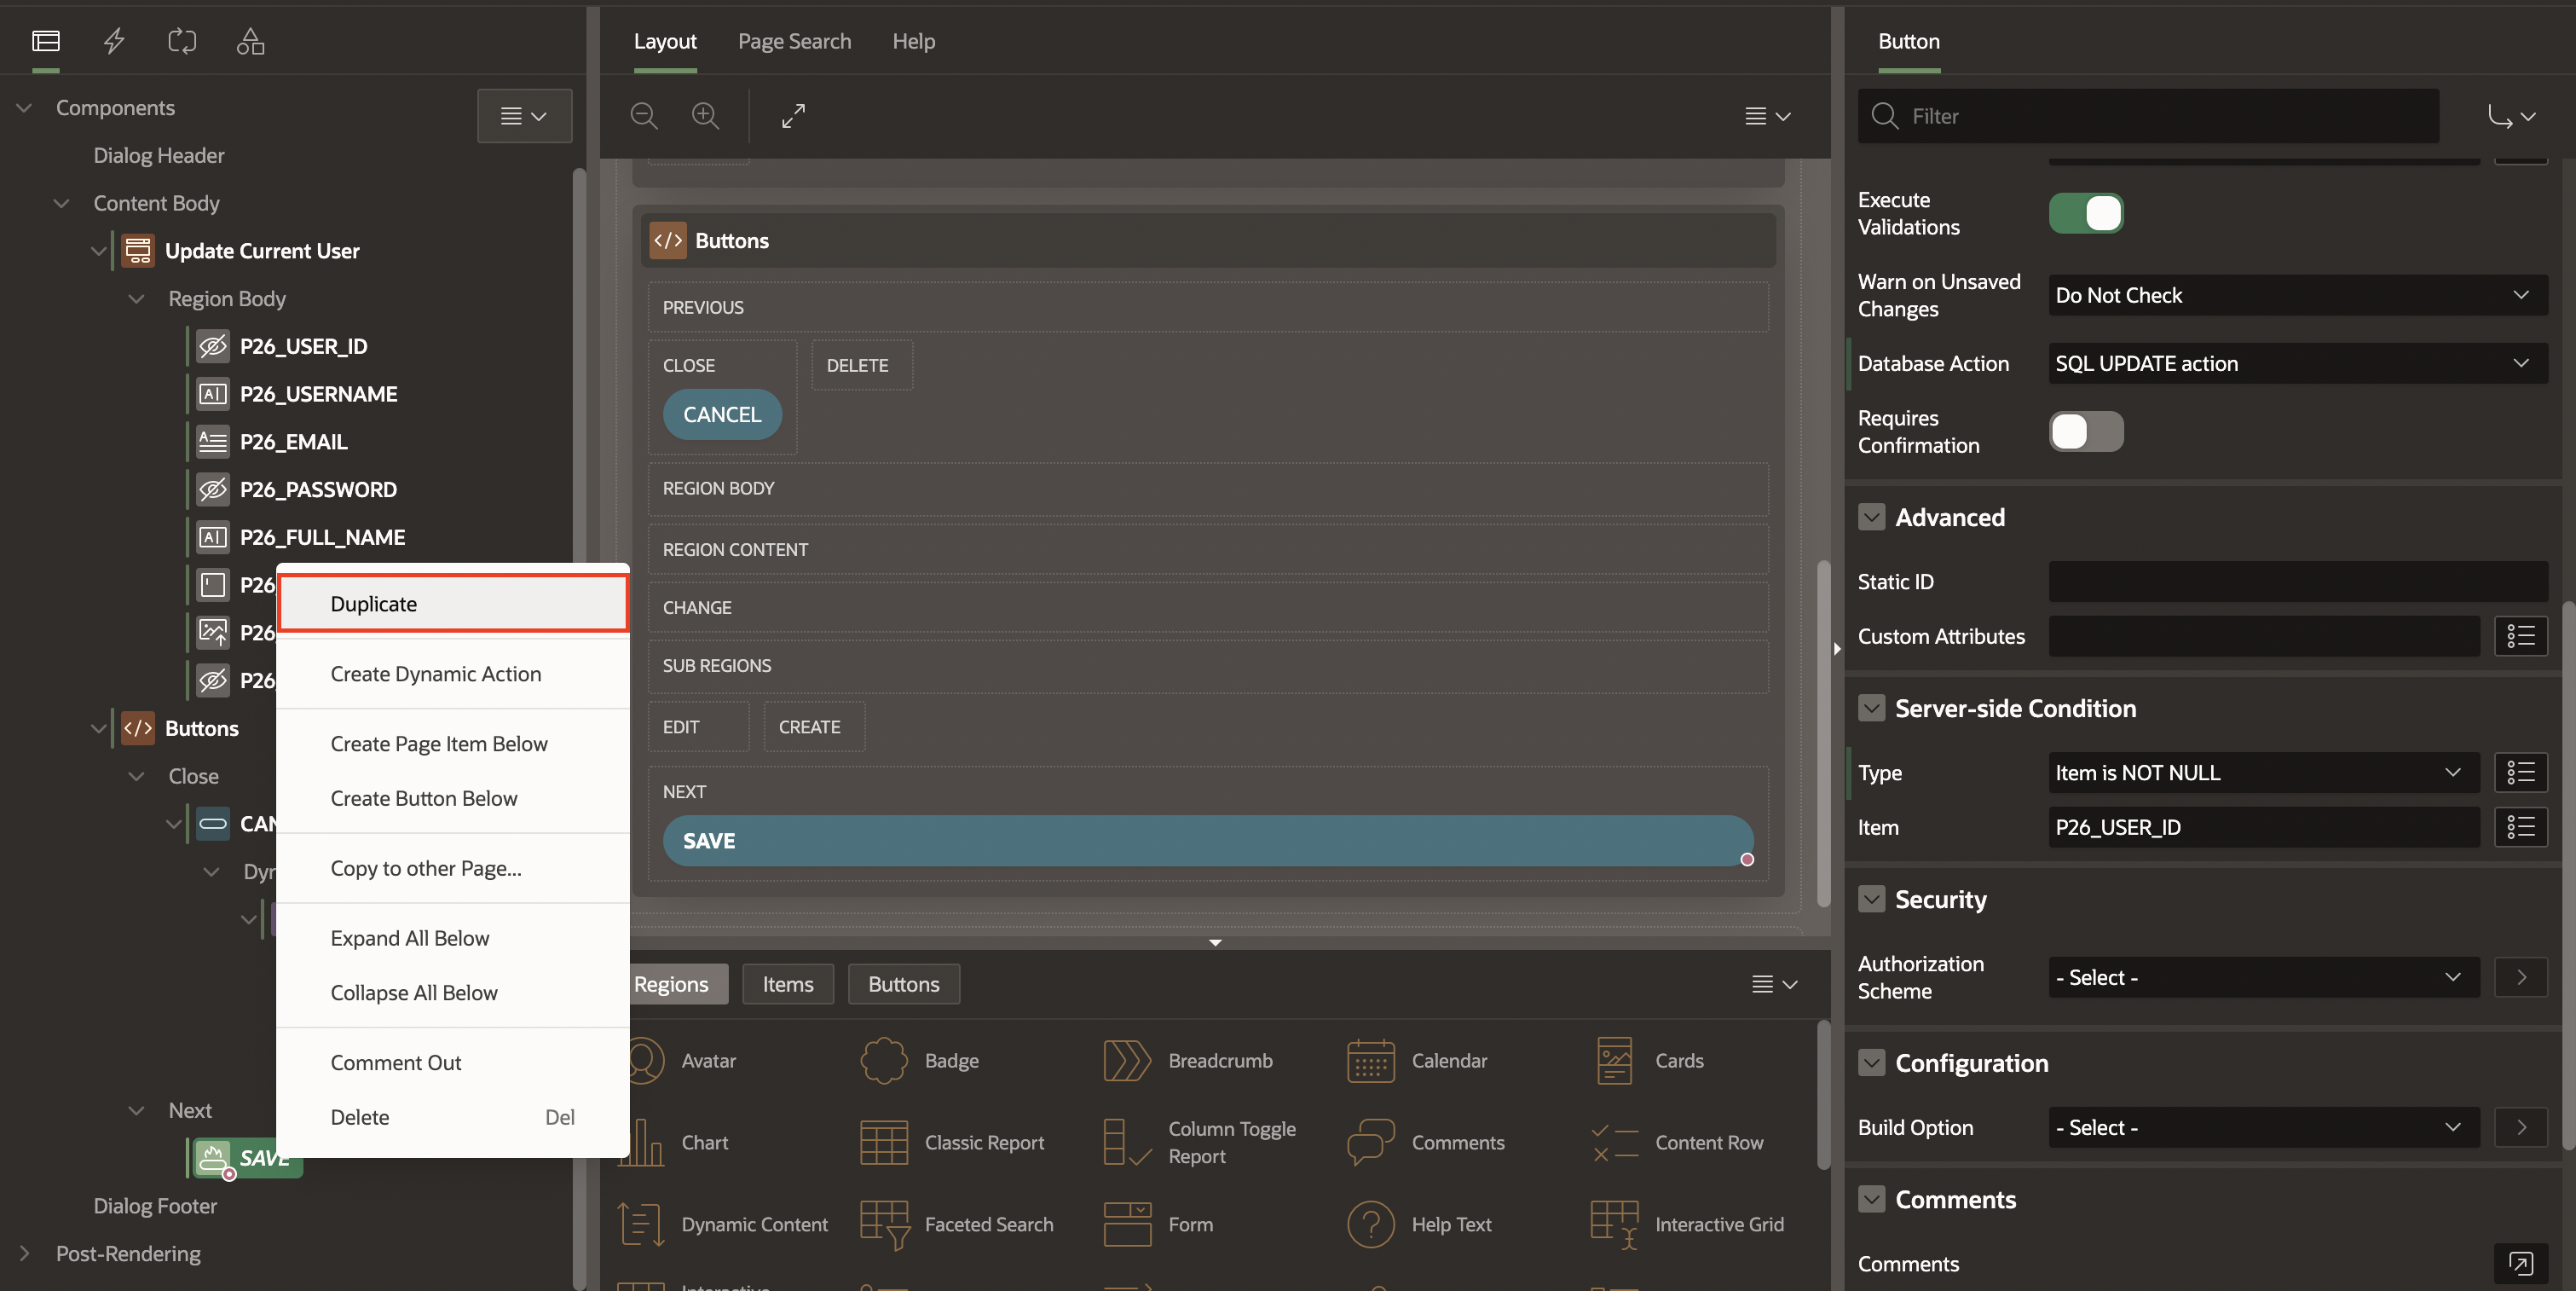 Components
Dialog Header
Content Body
Update Current User
Region Body
P26_USER_ID
P26_USERNAME
P26_EMAIL
P26_PASSWORD
P26_FULL_NAME
P26
P26
P26
Buttons
Close
CAN
Dyn
Next
SAVE
Dialog Footer
Post-Rendering
Duplicate
Create Dynamic Action
Create Page Item Below
Create Button Below
Copy to other Page...
Expand All Below
Collapse All Below
Comment Out
Delete Del
Layout Page Search Help
Buttons
PREVIOUS
CLOSE DELETE
CANCEL
REGION BODY
REGION CONTENT
CHANGE
SUB REGIONS
EDIT CREATE
NEXT
SAVE
Regions Items Buttons
Avatar Badge Breadcrumb Calendar Cards
Chart Classic Report Column Toggle Report Comments Content Row
Dynamic Content Faceted Search Form Help Text Interactive Grid
Interactive
Button
Filter
Execute Validations
Warn on Unsaved Changes Do Not Check
Database Action SQL UPDATE action
Requires Confirmation
Advanced
Static ID
Custom Attributes
Server-side Condition
Type Item is NOT NULL
Item P26_USER_ID
Security
Authorization Scheme - Select -
Configuration
Build Option - Select -
Comments
Comments